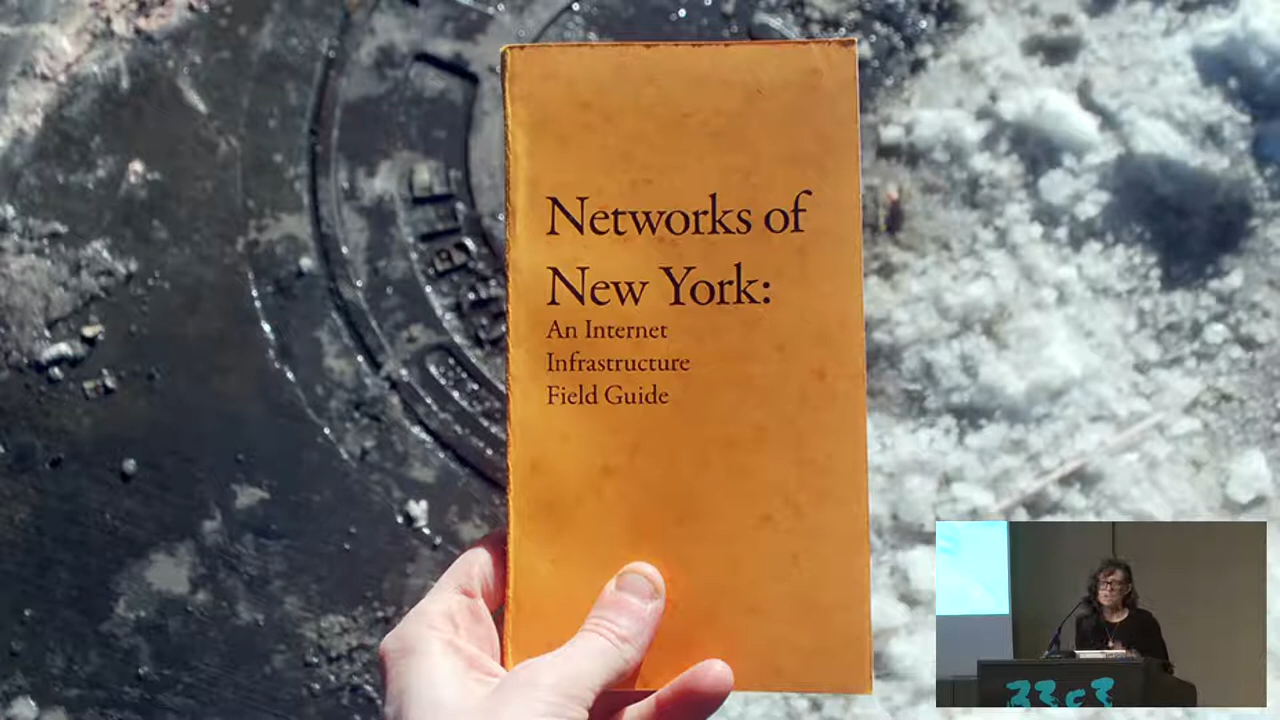 Networks of
New York:
An Internet
Infrastructure
Field Guide
33c3